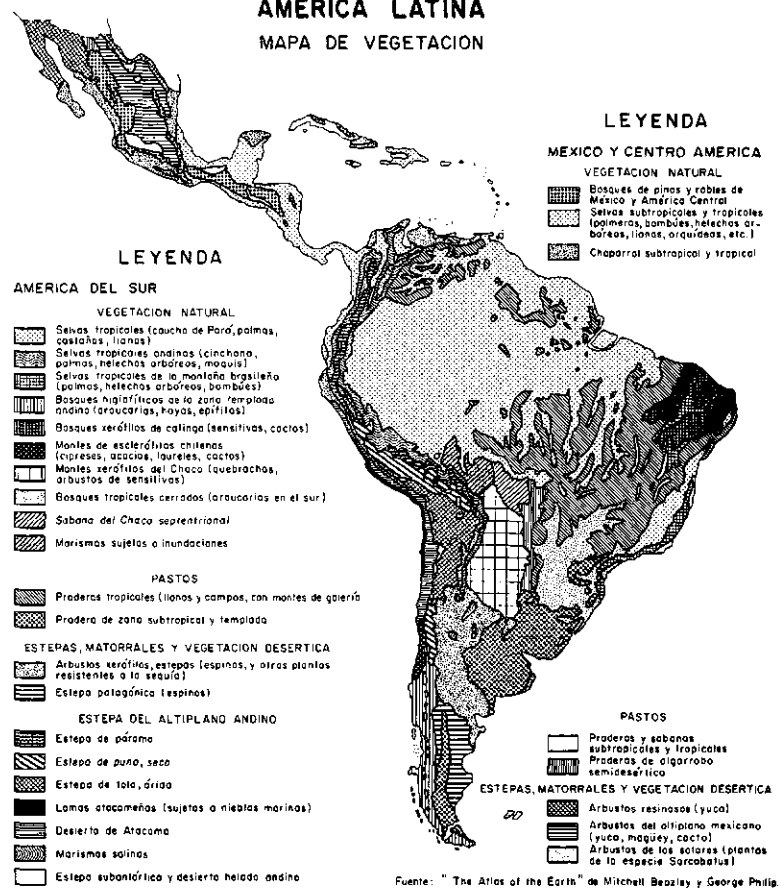 AMERICA LATINA
MAPA DE VEGETACION
LEYENDA
MEXICO Y CENTRO AMERICA
VEGETACION NATURAL
Bosques de pinos y robles de
México y América Central
Selvas subtropicales y tropicales
(palmeras, bambúes, helechos ar-
bóreos, lianas, orquídeas, etc.)
Chaparral subtropical y tropical
LEYENDA
AMERICA DEL SUR
VEGETACION NATURAL
Selvas tropicales (caucho de Pará, palmas,
castaños, lianas)
Selvas tropicales andinas (cinchona,
palmas, helechos arbóreos, maquis)
Selvas tropicales de la montaña brasileña
(palmas, helechos arbóreos, bambúes)
Bosques higrofíticos de la zona templada
andina (araucarias, hayas, epífitos)
Bosques xerófilos de catinga (sensitivas, cactos)
Montes de esclerófilas chilenas
(cipreses, acacias, laureles, cactos)
Montes xerófilos del Chaco (quebrachos,
arbustos de sensitivas)
Bosques tropicales cerrados (araucarias en el sur)
Sabana del Chaco septentrional
Marismas sujetas a inundaciones
PASTOS
Praderas tropicales (llanos y campos, con montes de galería
Pradera de zona subtropical y templada
ESTEPAS, MATORRALES Y VEGETACION DESERTICA
Arbustos xerófilos, estepas (espinos, y otras plantas
resistentes a la sequía)
Estepa patagónica (espinos)
ESTEPA DEL ALTIPLANO ANDINO
Estepa de páramo
Estepa de puna, seca
Estepa de tola, árida
Lomas atacameñas (sujetas a nieblas marinas)
Desierto de Atacama
Marismas salinas
Estepa subantártica y desierto helado andino
PASTOS
Praderas y sabanas
subtropicales y tropicales
Praderas de algarrobo
semidesértico
ESTEPAS, MATORRALES Y VEGETACION DESERTICA
Arbustos resinosos (yuca)
Arbustos del altiplano mexicano
(yuca, magüey, cacto)
Arbustos de los solares (plantas
de la especie Sarcobatus)
Fuente: " The Atlas of the Earth" de Mitchell Beazley y George Philip.